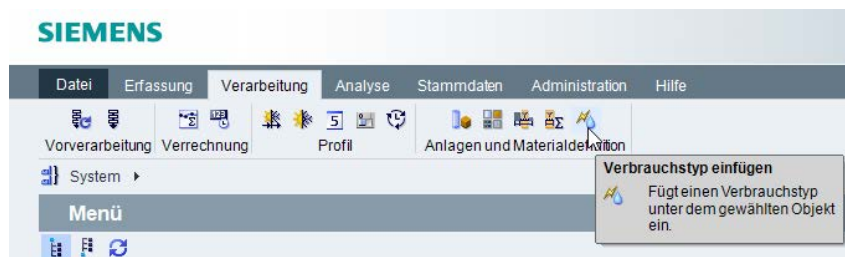 SIEMENS
Datei Erfassung Verarbeitung Analyse Stammdaten Administration Hilfe
5
Vorverarbeitung Verrechnung Profil Anlagen und Materialdefinition
System
Verbrauchstyp einfügen
Fügt einen Verbrauchstyp
unter dem gewählten Objekt
ein.
Menü